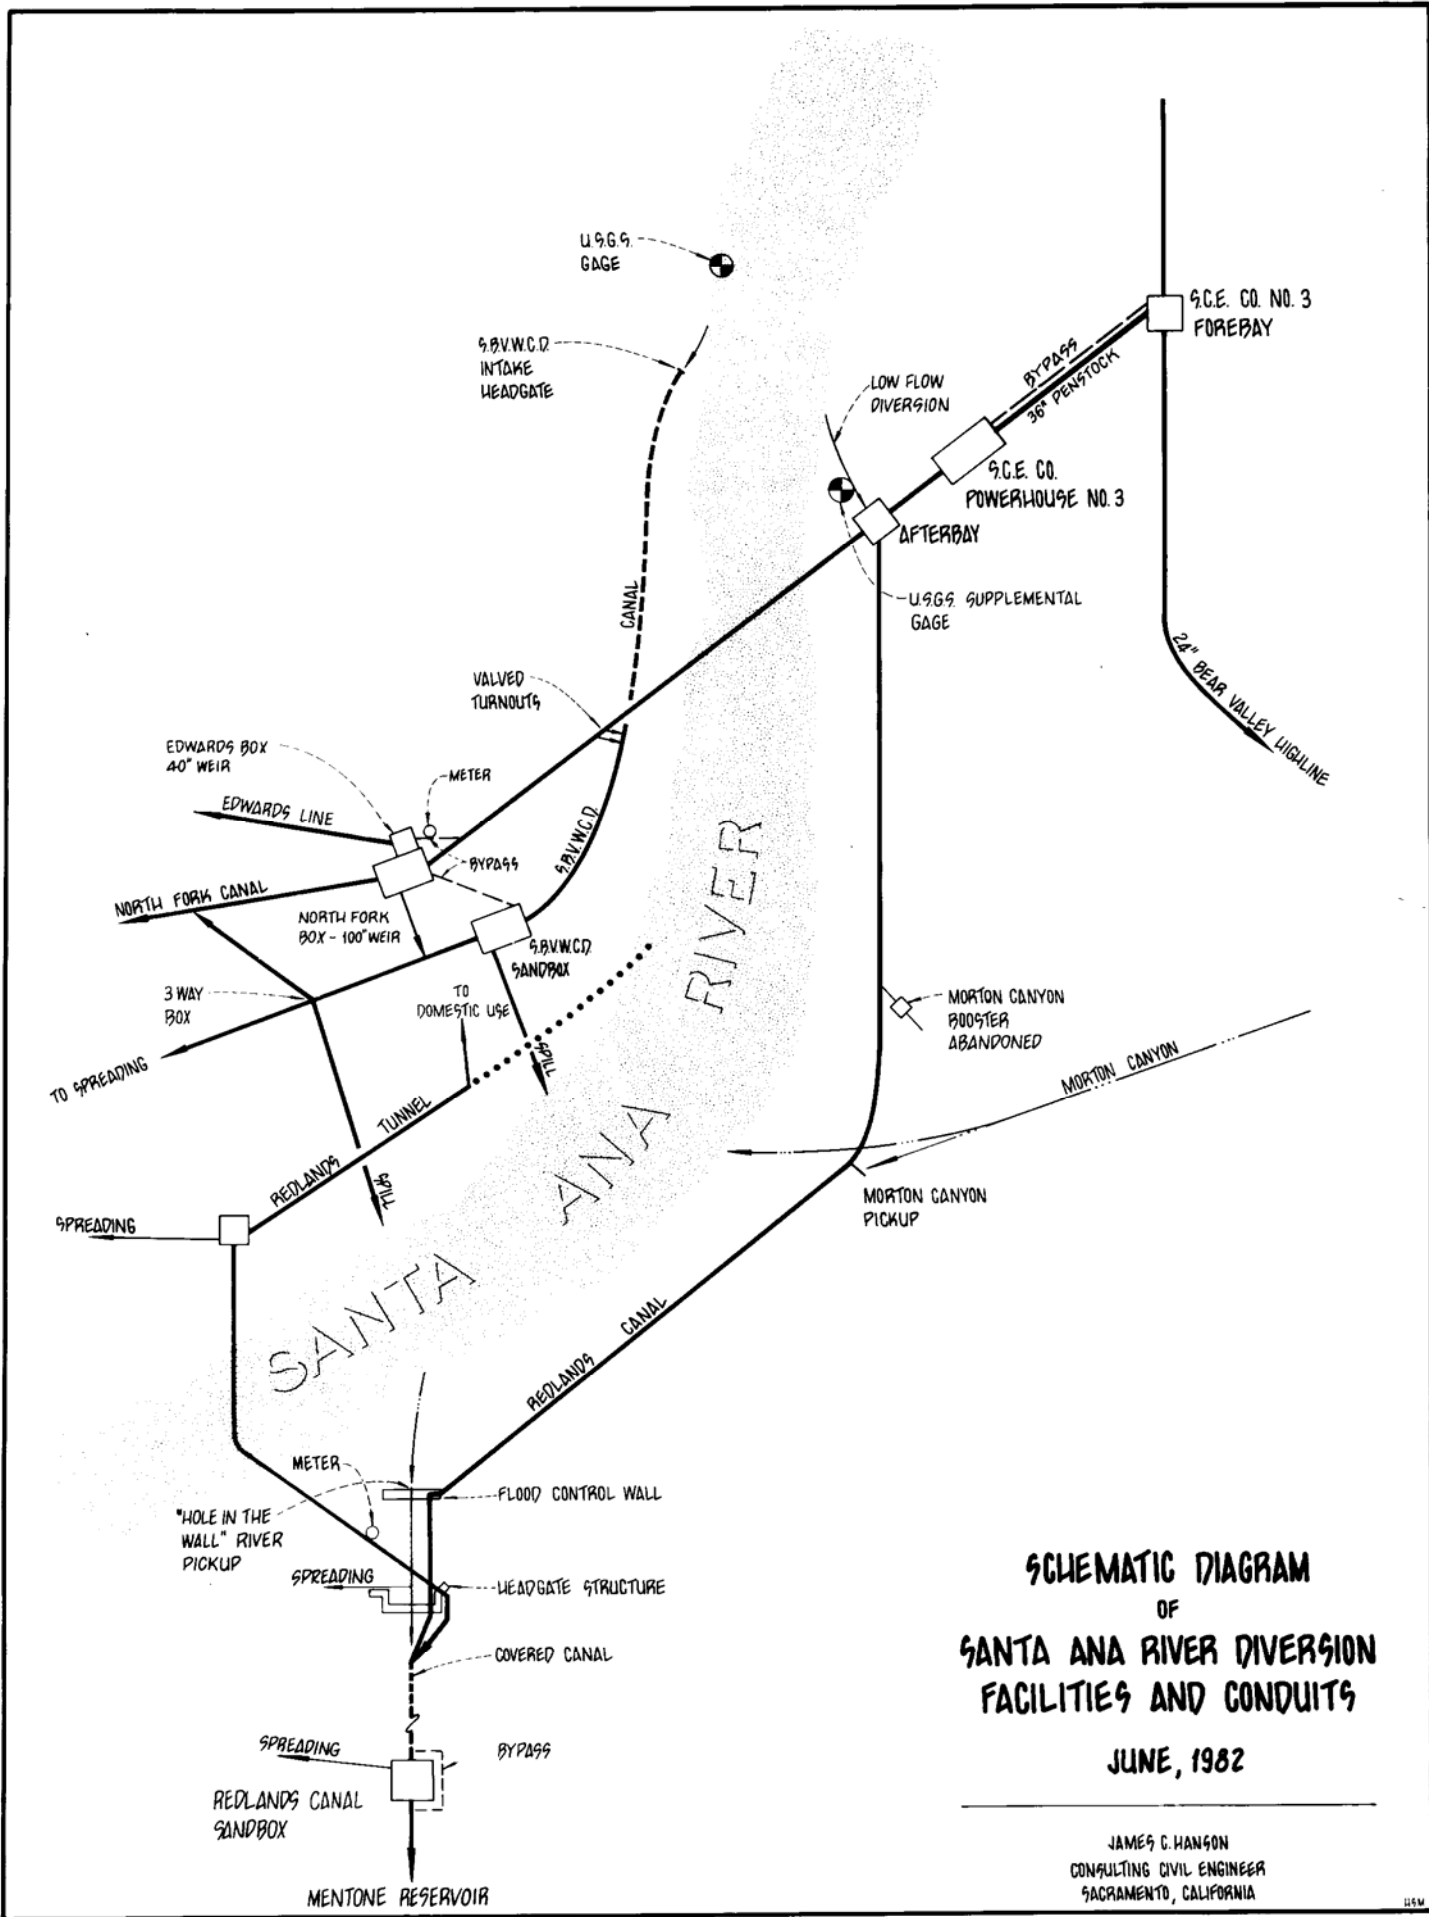 U.S.G.S.
GAGE
S.C.E. CO. NO. 3
FOREBAY
S.B.V.W.C.D.
INTAKE
HEADGATE
BYPASS
36" PENSTOCK
LOW FLOW
DIVERSION
S.C.E. CO.
POWERHOUSE NO. 3
AFTERBAY
U.S.G.S. SUPPLEMENTAL
GAGE
CANAL
24" BEAR VALLEY HIGHLINE
VALVED
TURNOUTS
EDWARDS BOX
40" WEIR
METER
EDWARDS LINE
BYPASS
S.B.V.W.C.D.
NORTH FORK CANAL
NORTH FORK
BOX - 100" WEIR
S.B.V.W.C.D.
SANDBOX
3 WAY
BOX
TO
DOMESTIC USE
TO SPREADING
SPILL
MORTON CANYON
BOOSTER
ABANDONED
MORTON CANYON
REDLANDS TUNNEL
SPILL
SPREADING
MORTON CANYON
PICKUP
SANTA ANA RIVER
REDLANDS CANAL
METER
FLOOD CONTROL WALL
"HOLE IN THE
WALL" RIVER
PICKUP
SPREADING
HEADGATE STRUCTURE
COVERED CANAL
SPREADING
BYPASS
REDLANDS CANAL
SANDBOX
MENTONE RESERVOIR
SCHEMATIC DIAGRAM
OF
SANTA ANA RIVER DIVERSION
FACILITIES AND CONDUITS
JUNE, 1982
JAMES C. HANSON
CONSULTING CIVIL ENGINEER
SACRAMENTO, CALIFORNIA